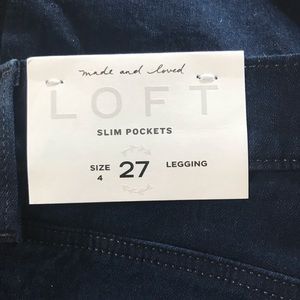 made and loved
LOFT
SLIM POCKETS
SIZE 4 27 LEGGING